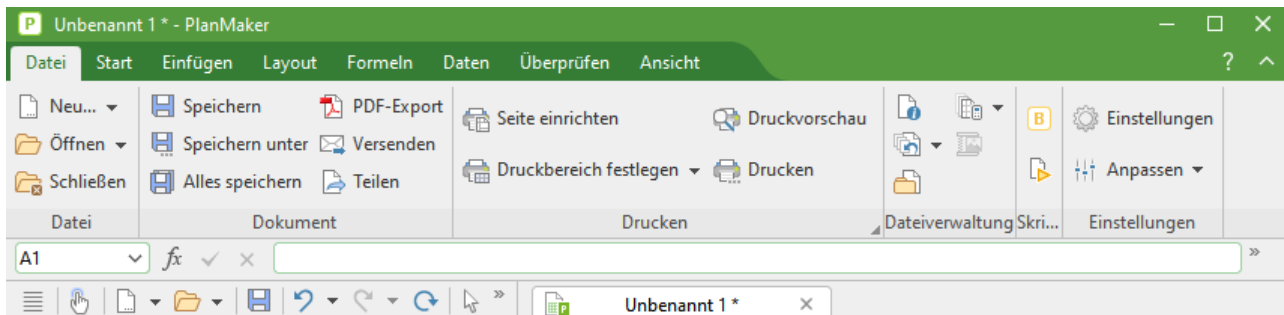 Unbenannt 1 * - PlanMaker
Datei Start Einfügen Layout Formeln Daten Überprüfen Ansicht ?
Neu... Speichern PDF-Export Seite einrichten Druckvorschau B Einstellungen
Öffnen Speichern unter Versenden
Druckbereich festlegen Drucken Anpassen
Schließen Alles speichern Teilen
Datei Dokument Drucken Dateiverwaltung Skri... Einstellungen
A1 fx »
» Unbenannt 1 *